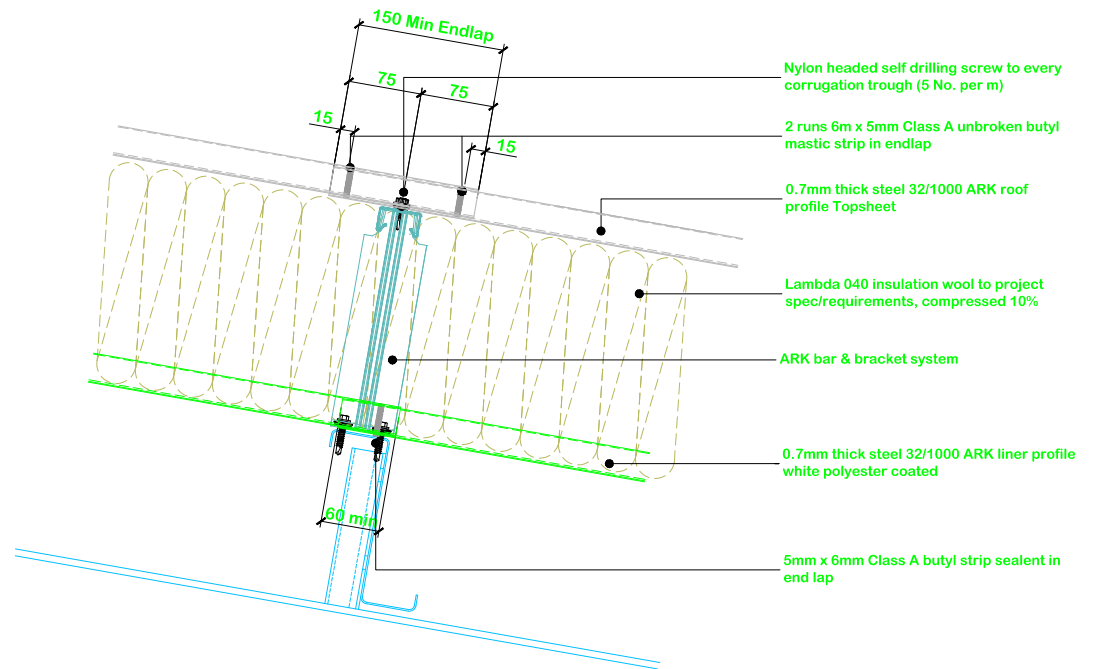 150 Min Endlap
75
75
15
15
Nylon headed self drilling screw to every
corrugation trough (5 No. per m)
2 runs 6m x 5mm Class A unbroken butyl
mastic strip in endlap
0.7mm thick steel 32/1000 ARK roof
profile Topsheet
Lambda 040 insulation wool to project
spec/requirements, compressed 10%
ARK bar & bracket system
0.7mm thick steel 32/1000 ARK liner profile
white polyester coated
60 min
5mm x 6mm Class A butyl strip sealent in
end lap